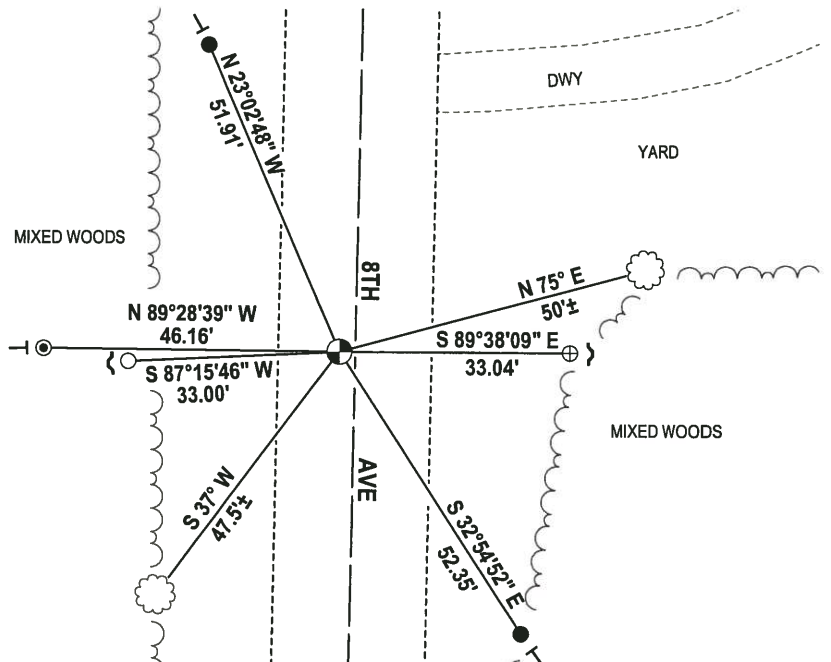 DWY
N 23°02'48" W
51.91'
YARD
MIXED WOODS
8TH
N 75° E
50'±
N 89°28'39" W
46.16'
S 89°38'09" E
33.04'
S 87°15'46" W
33.00'
MIXED WOODS
AVE
S 37° W
47.5'±
S 32°54'52" E
52.35'